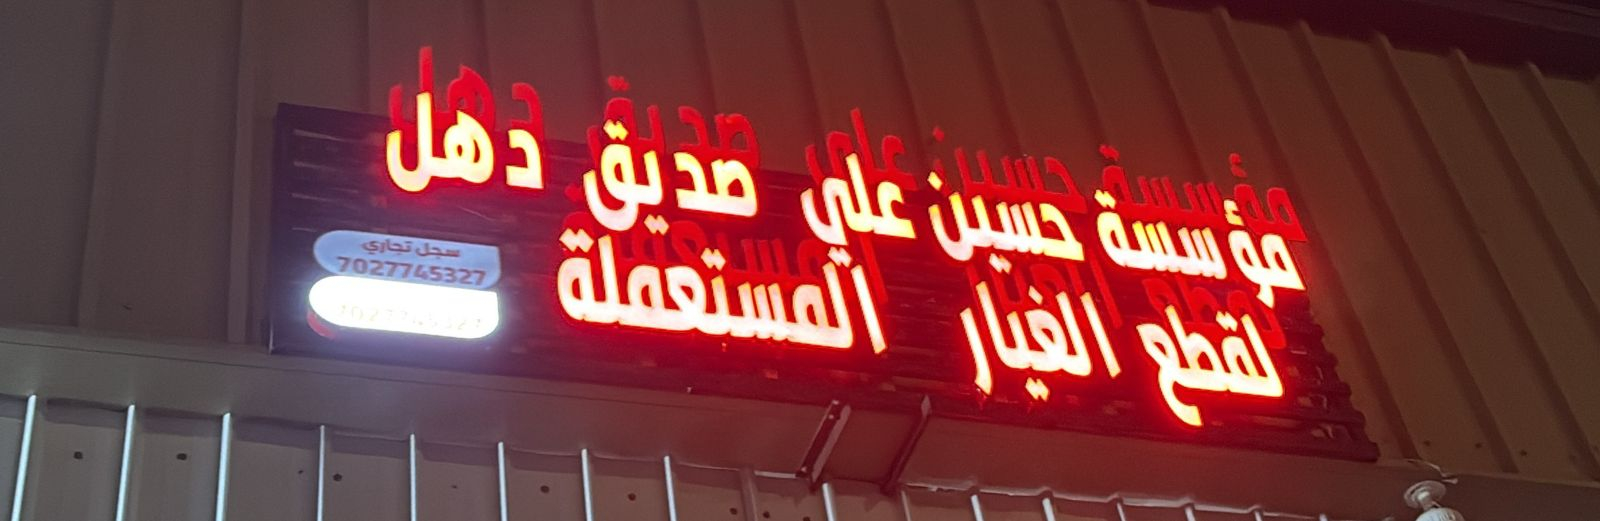 مؤسسة حسين علي صديق دهل
لقطع الغيار المستعملة
سجل تجاري
7027745327